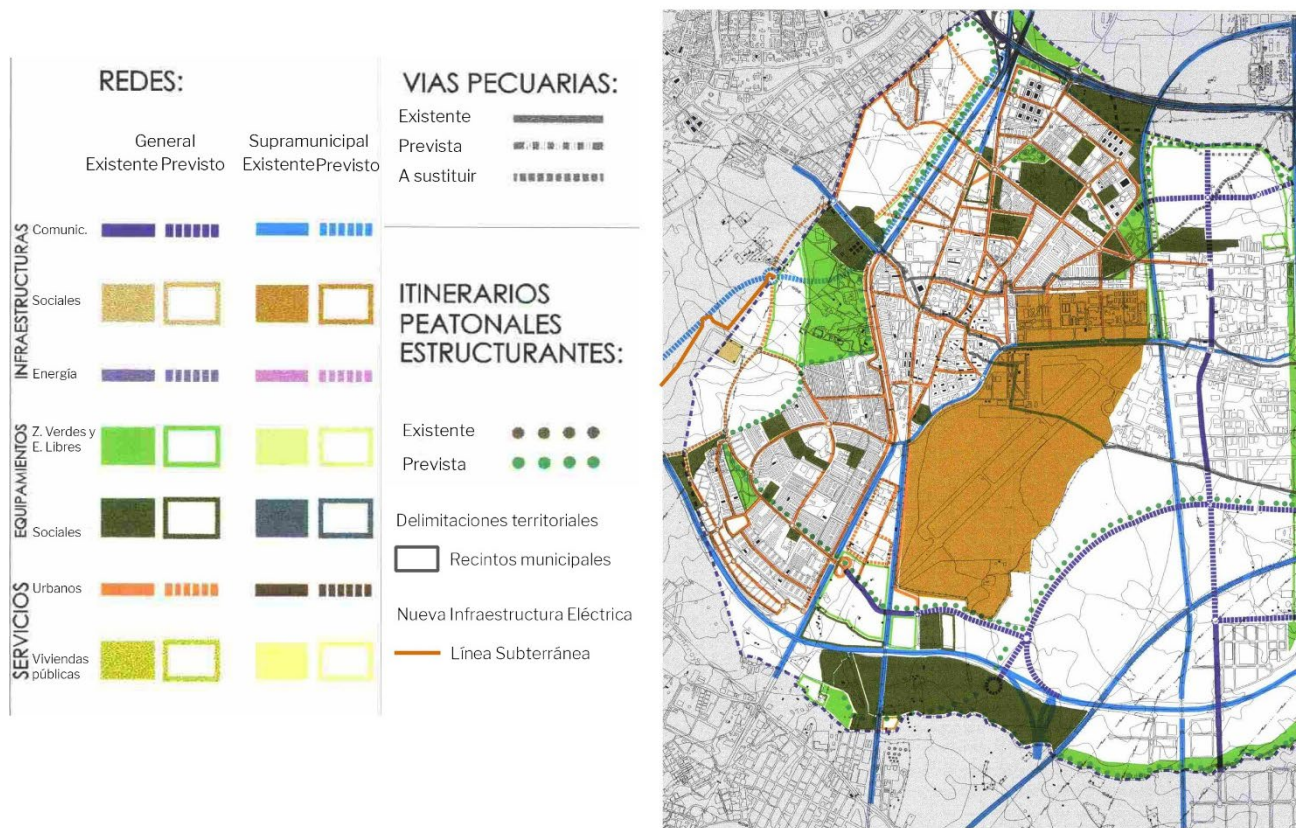 REDES:
General
Existente Previsto
Supramunicipal
Existente Previsto
INFRAESTRUCTURAS
Comunic.
Sociales
Energía
EQUIPAMIENTOS
Z. Verdes y
E. Libres
Sociales
SERVICIOS
Urbanos
Viviendas
públicas
VIAS PECUARIAS:
Existente
Prevista
A sustituir
ITINERARIOS
PEATONALES
ESTRUCTURANTES:
Existente
Prevista
Delimitaciones territoriales
Recintos municipales
Nueva Infraestructura Eléctrica
Línea Subterránea